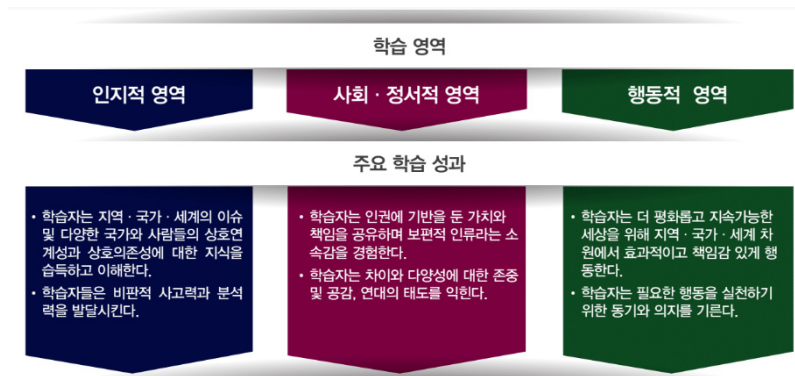 학습 영역
인지적 영역
사회 · 정서적 영역
행동적 영역
주요 학습 성과
• 학습자는 지역 · 국가 · 세계의 이슈
및 다양한 국가와 사람들의 상호연
계성과 상호의존성에 대한 지식을
습득하고 이해한다.
• 학습자들은 비판적 사고력과 분석
력을 발달시킨다.
• 학습자는 인권에 기반을 둔 가치와
책임을 공유하며 보편적 인류라는 소
속감을 경험한다.
• 학습자는 차이와 다양성에 대한 존중
및 공감, 연대의 태도를 익힌다.
• 학습자는 더 평화롭고 지속가능한
세상을 위해 지역 · 국가 · 세계 차
원에서 효과적이고 책임감 있게 행
동한다.
• 학습자는 필요한 행동을 실천하기
위한 동기와 의지를 기른다.